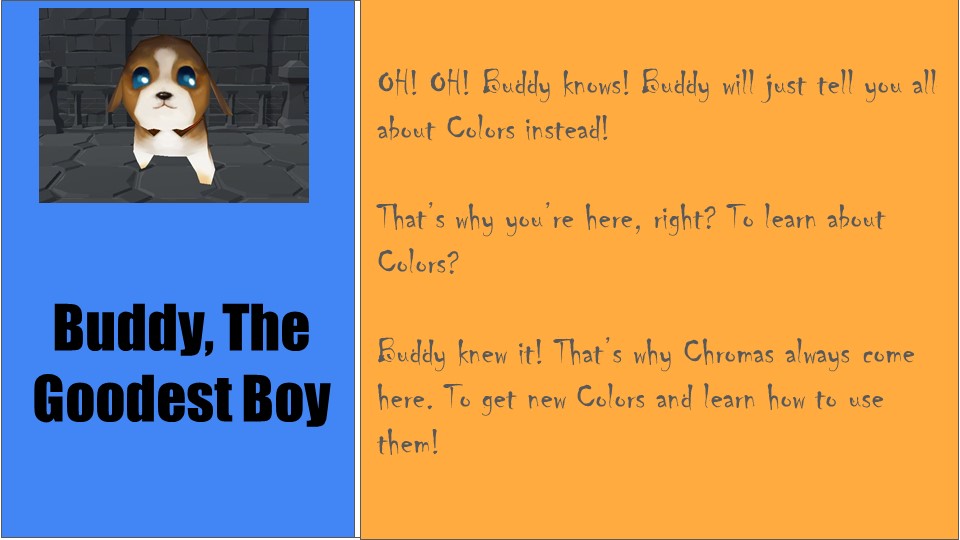 Buddy, The
Goodest Boy
OH! OH! Buddy knows! Buddy will just tell you all
about Colors instead!
That's why you're here, right? To learn about
Colors?
Buddy knew it! That's why Chromas always come
here. To get new Colors and learn how to use
them!